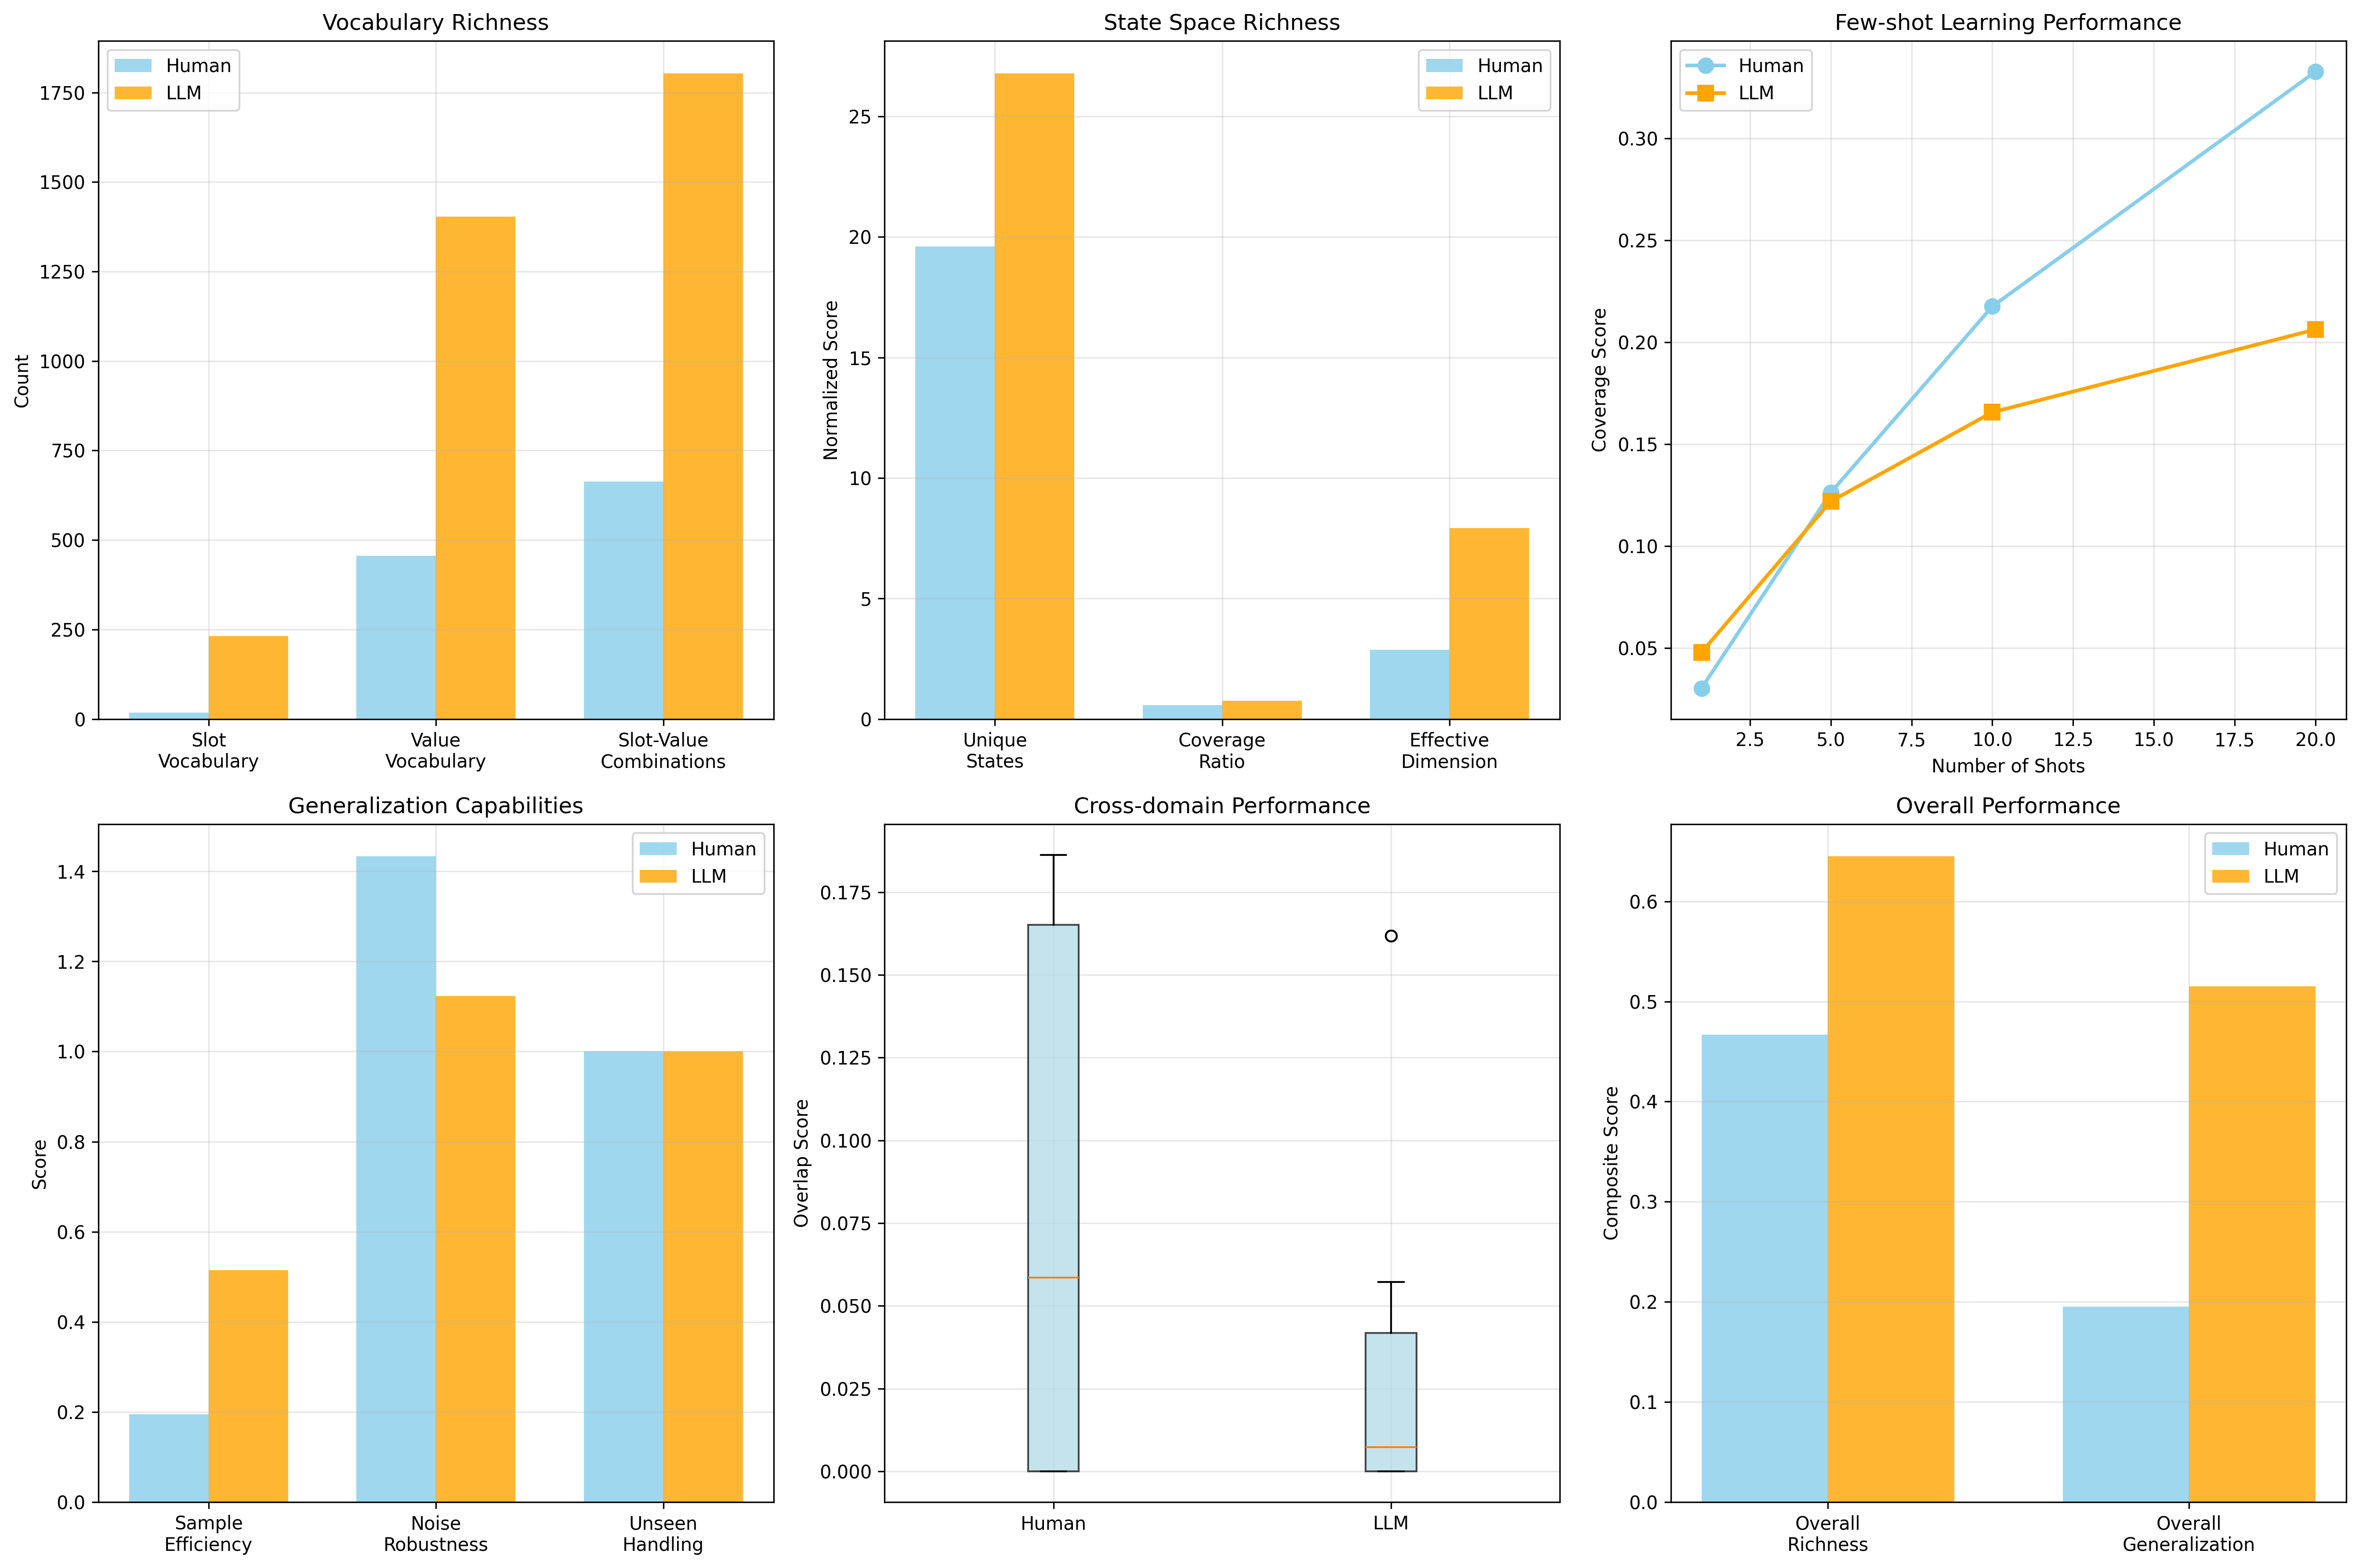 Vocabulary Richness
Human
LLM
Count
1750
1500
1250
1000
750
500
250
0
Slot
Vocabulary
Value
Vocabulary
Slot-Value
Combinations
State Space Richness
Human
LLM
Normalized Score
25
20
15
10
5
0
Unique
States
Coverage
Ratio
Effective
Dimension
Few-shot Learning Performance
Human
LLM
Coverage Score
0.30
0.25
0.20
0.15
0.10
0.05
2.5 5.0 7.5 10.0 12.5 15.0 17.5 20.0
Number of Shots
Generalization Capabilities
Human
LLM
Score
1.4
1.2
1.0
0.8
0.6
0.4
0.2
0.0
Sample
Efficiency
Noise
Robustness
Unseen
Handling
Cross-domain Performance
Overlap Score
0.175
0.150
0.125
0.100
0.075
0.050
0.025
0.000
Human
LLM
Overall Performance
Human
LLM
Composite Score
0.6
0.5
0.4
0.3
0.2
0.1
0.0
Overall
Richness
Overall
Generalization